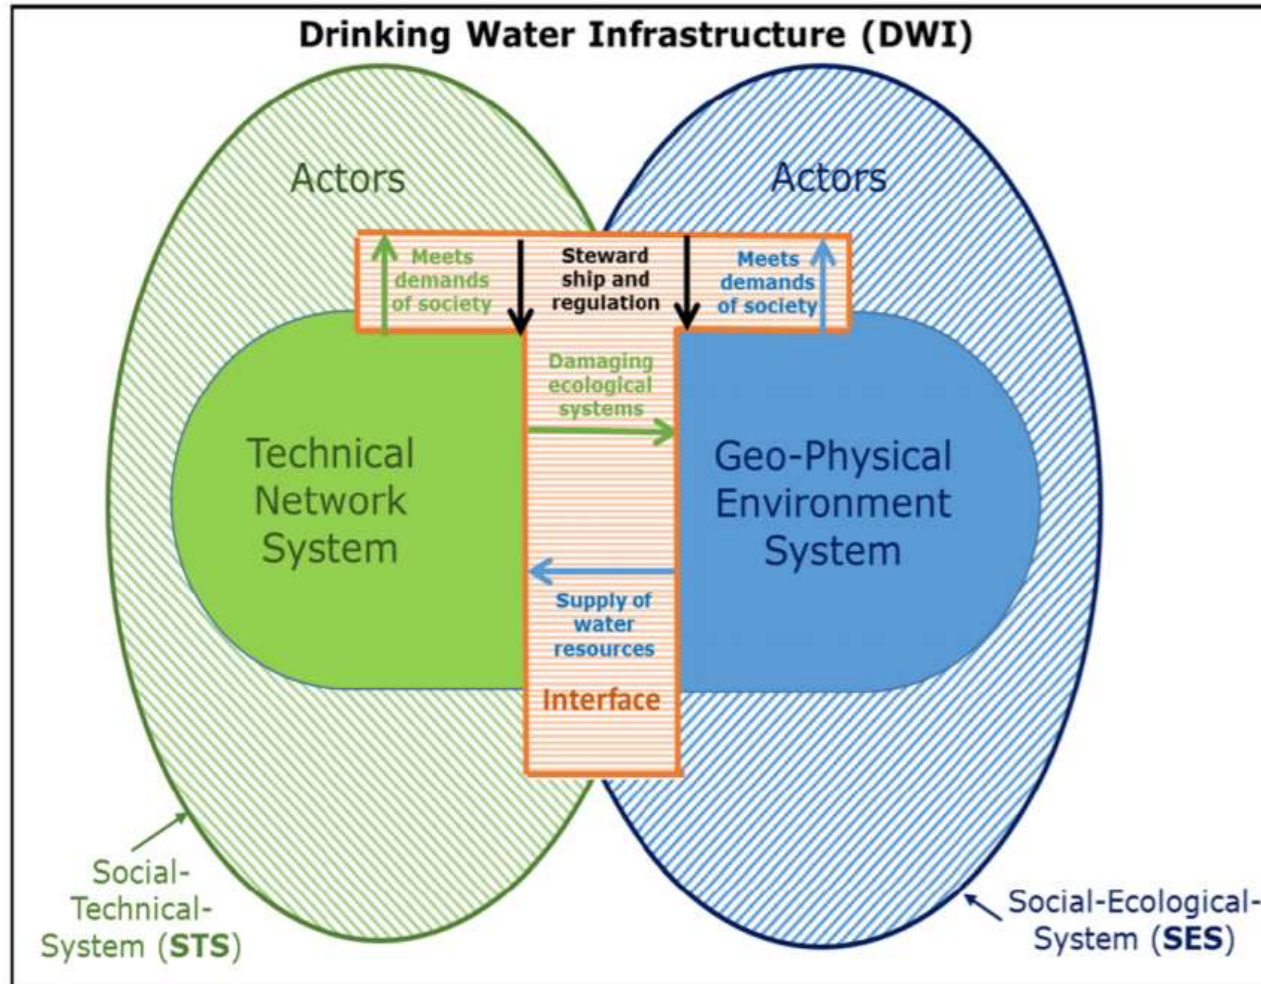 Drinking Water Infrastructure (DWI)
Actors
Actors
Meets
demands
of society
Steward
ship and
regulation
Meets
demands
of society
Damaging
ecological
systems
Technical
Network
System
Geo-Physical
Environment
System
Supply of
water
resources
Interface
Social-
Technical-
System (STS)
Social-Ecological-
System (SES)